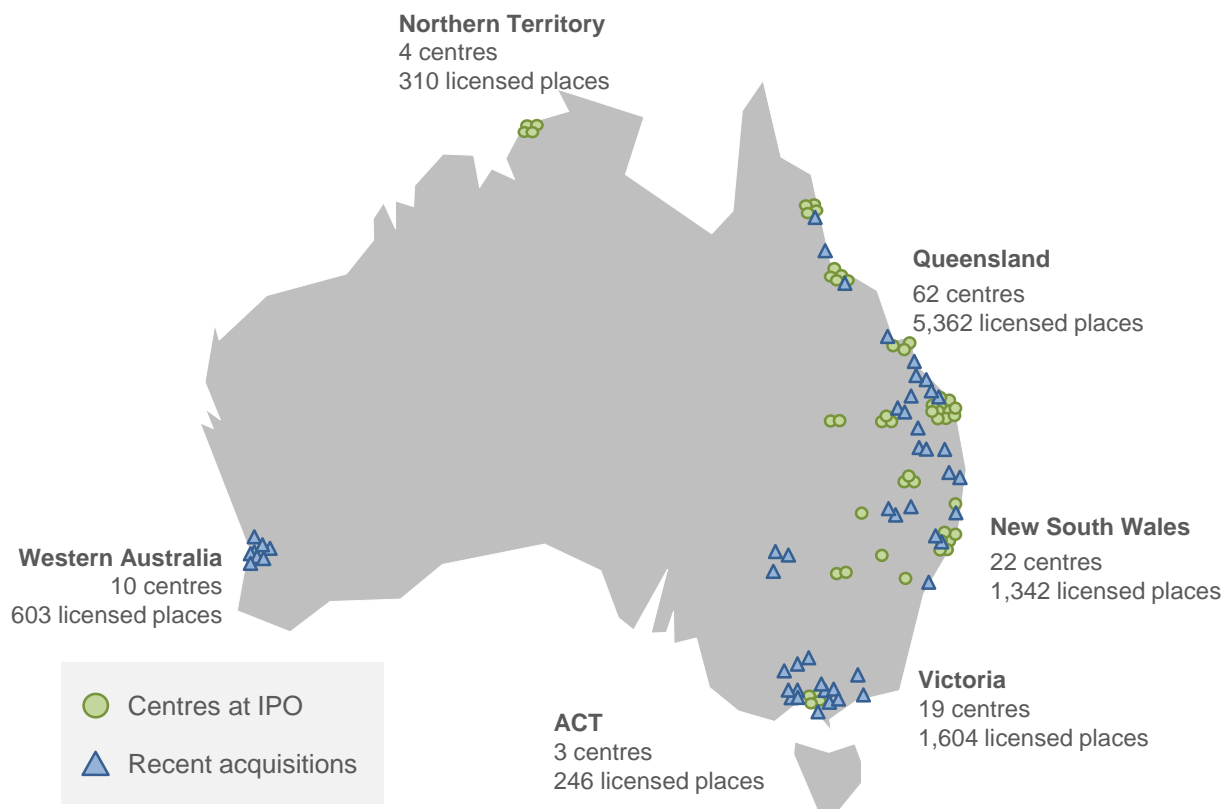 Northern Territory
4 centres
310 licensed places
Queensland
62 centres
5,362 licensed places
New South Wales
22 centres
1,342 licensed places
Western Australia
10 centres
603 licensed places
Victoria
19 centres
1,604 licensed places
ACT
3 centres
246 licensed places
Centres at IPO
Recent acquisitions